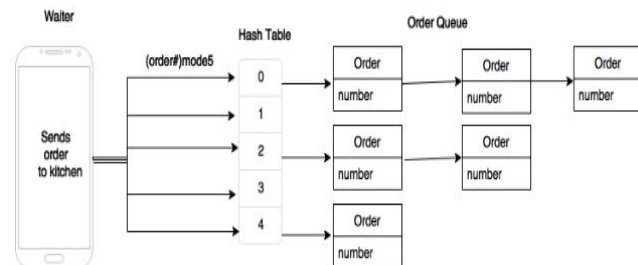 Waiter
Order Queue
Hash Table
(order#)mode5
Sends
order
to kitchen
0
1
2
3
4
Order
number
Order
number
Order
number
Order
number
Order
number
Order
number